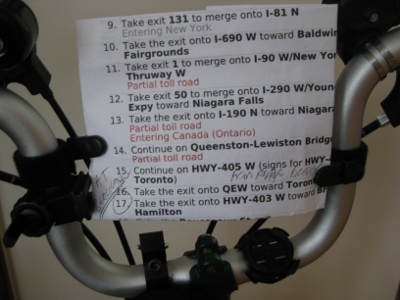 9. Take exit 131 to merge onto I-81 N
Entering New York
10. Take the exit onto I-690 W toward Baldwin
Fairgrounds
11. Take exit 1 to merge onto I-90 W/New Yor
Thruway W
Partial toll road
12. Take exit 50 to merge onto I-290 W/Young
Expy toward Niagara Falls
13. Take the exit onto I-190 N toward Niagara
Partial toll road
Entering Canada (Ontario)
14. Continue on Queenston-Lewiston Bridge
Partial toll road
15. Continue on HWY-405 W (signs for HWY-
Toronto)
16. Take the exit onto QEW toward Toron
17. Take the exit onto HWY-403 W toward Br
Hamilton